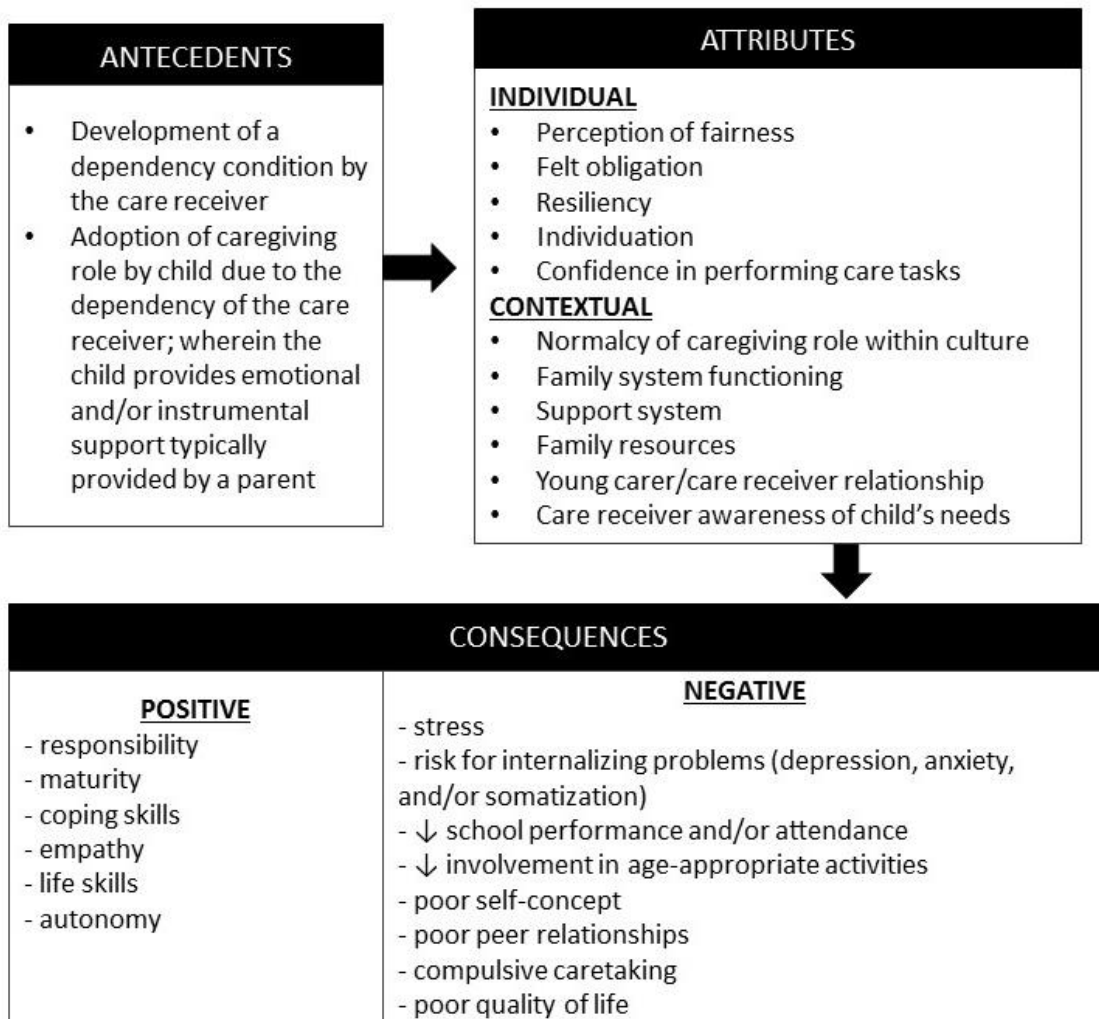 ANTECEDENTS
• Development of a
dependency condition by
the care receiver
• Adoption of caregiving
role by child due to the
dependency of the care
receiver; wherein the
child provides emotional
and/or instrumental
support typically
provided by a parent
ATTRIBUTES
INDIVIDUAL
• Perception of fairness
• Felt obligation
• Resiliency
• Individuation
• Confidence in performing care tasks
CONTEXTUAL
• Normalcy of caregiving role within culture
• Family system functioning
• Support system
• Family resources
• Young carer/care receiver relationship
• Care receiver awareness of child’s needs
CONSEQUENCES
POSITIVE
- responsibility
- maturity
- coping skills
- empathy
- life skills
- autonomy
NEGATIVE
- stress
- risk for internalizing problems (depression, anxiety,
and/or somatization)
- ↓ school performance and/or attendance
- ↓ involvement in age-appropriate activities
- poor self-concept
- poor peer relationships
- compulsive caretaking
- poor quality of life